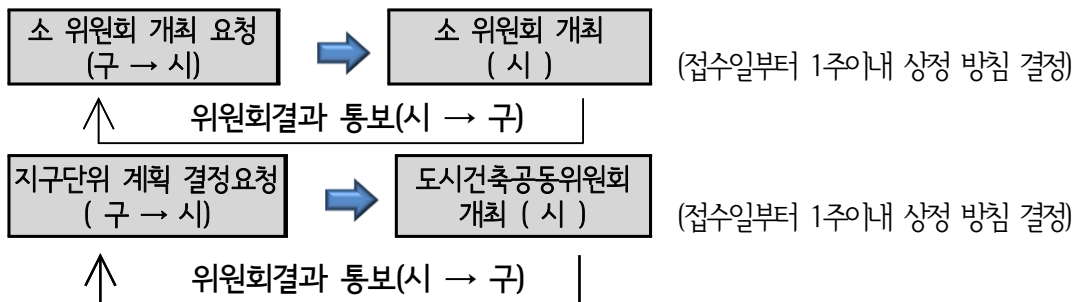 소 위원회 개최 요청
(구 → 시)
소 위원회 개최
( 시 )
(접수일부터 1주이내 상정 방침 결정)
위원회결과 통보(시 → 구)
지구단위 계획 결정요청
( 구 → 시)
도시건축공동위원회
개최 ( 시 )
(접수일부터 1주이내 상정 방침 결정)
위원회결과 통보(시 → 구)